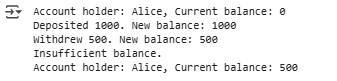 Account holder: Alice, Current balance: 0
Deposited 1000. New balance: 1000
Withdrew 500. New balance: 500
Insufficient balance.
Account holder: Alice, Current balance: 500